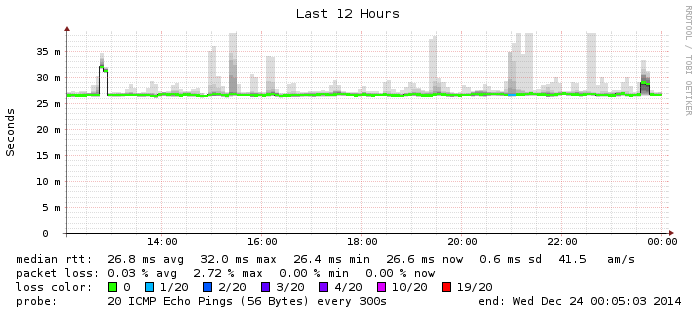 Last 12 Hours
RRDTOOL / TOBI OETIKER
Seconds
35 m
30 m
25 m
20 m
15 m
10 m
5 m
0
14:00 16:00 18:00 20:00 22:00 00:00
median rtt: 26.8 ms avg 32.0 ms max 26.4 ms min 26.6 ms now 0.6 ms sd 41.5 am/s
packet loss: 0.03 % avg 2.72 % max 0.00 % min 0.00 % now
loss color: 0 1/20 2/20 3/20 4/20 10/20 19/20
probe: 20 ICMP Echo Pings (56 Bytes) every 300s end: Wed Dec 24 00:05:03 2014